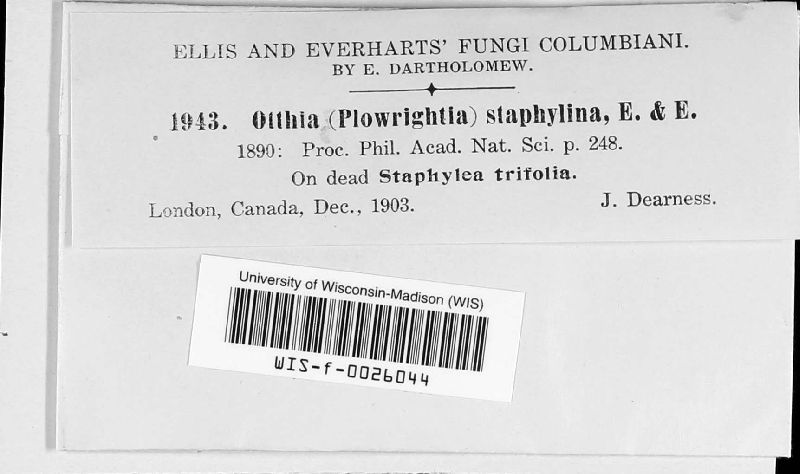 ELLIS AND EVERHARTS' FUNGI COLUMBIANI.
BY E. DARTHOLOMEW.
1943. Otthia (Plowrightia) staphylina, E. & E.
1890: Proc. Phil. Acad. Nat. Sci. p. 248.
On dead Staphylea trifolia.
London, Canada, Dec., 1903. J. Dearness.
University of Wisconsin-Madison (WIS)
WIS-f-0026044